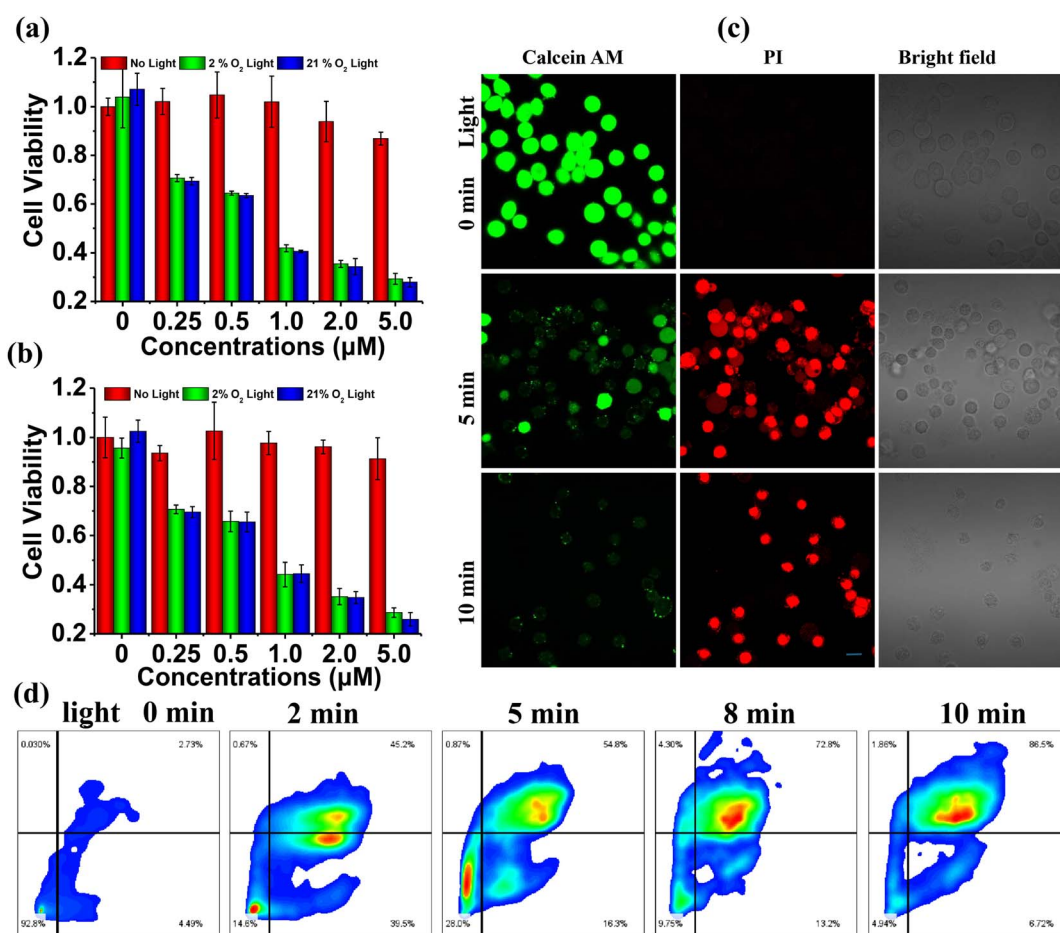 (a)
No Light 2 % O₂ Light 21 % O₂ Light
1.2
1.0
0.8
0.6
0.4
0.2
Cell Viability
0 0.25 0.5 1.0 2.0 5.0
Concentrations (µM)
(b)
No Light 2% O₂ Light 21% O₂ Light
1.2
1.0
0.8
0.6
0.4
0.2
Cell Viability
0 0.25 0.5 1.0 2.0 5.0
Concentrations (µM)
(c)
Calcein AM PI Bright field
Light
0 min
5 min
10 min
(d)
light 0 min 2 min 5 min 8 min 10 min
0.030% 2.73% 0.67% 45.2% 0.87% 54.8% 4.30% 72.8% 1.86% 86.5%
92.8% 4.49% 14.6% 39.5% 28.0% 16.3% 9.75% 13.2% 4.94% 6.72%